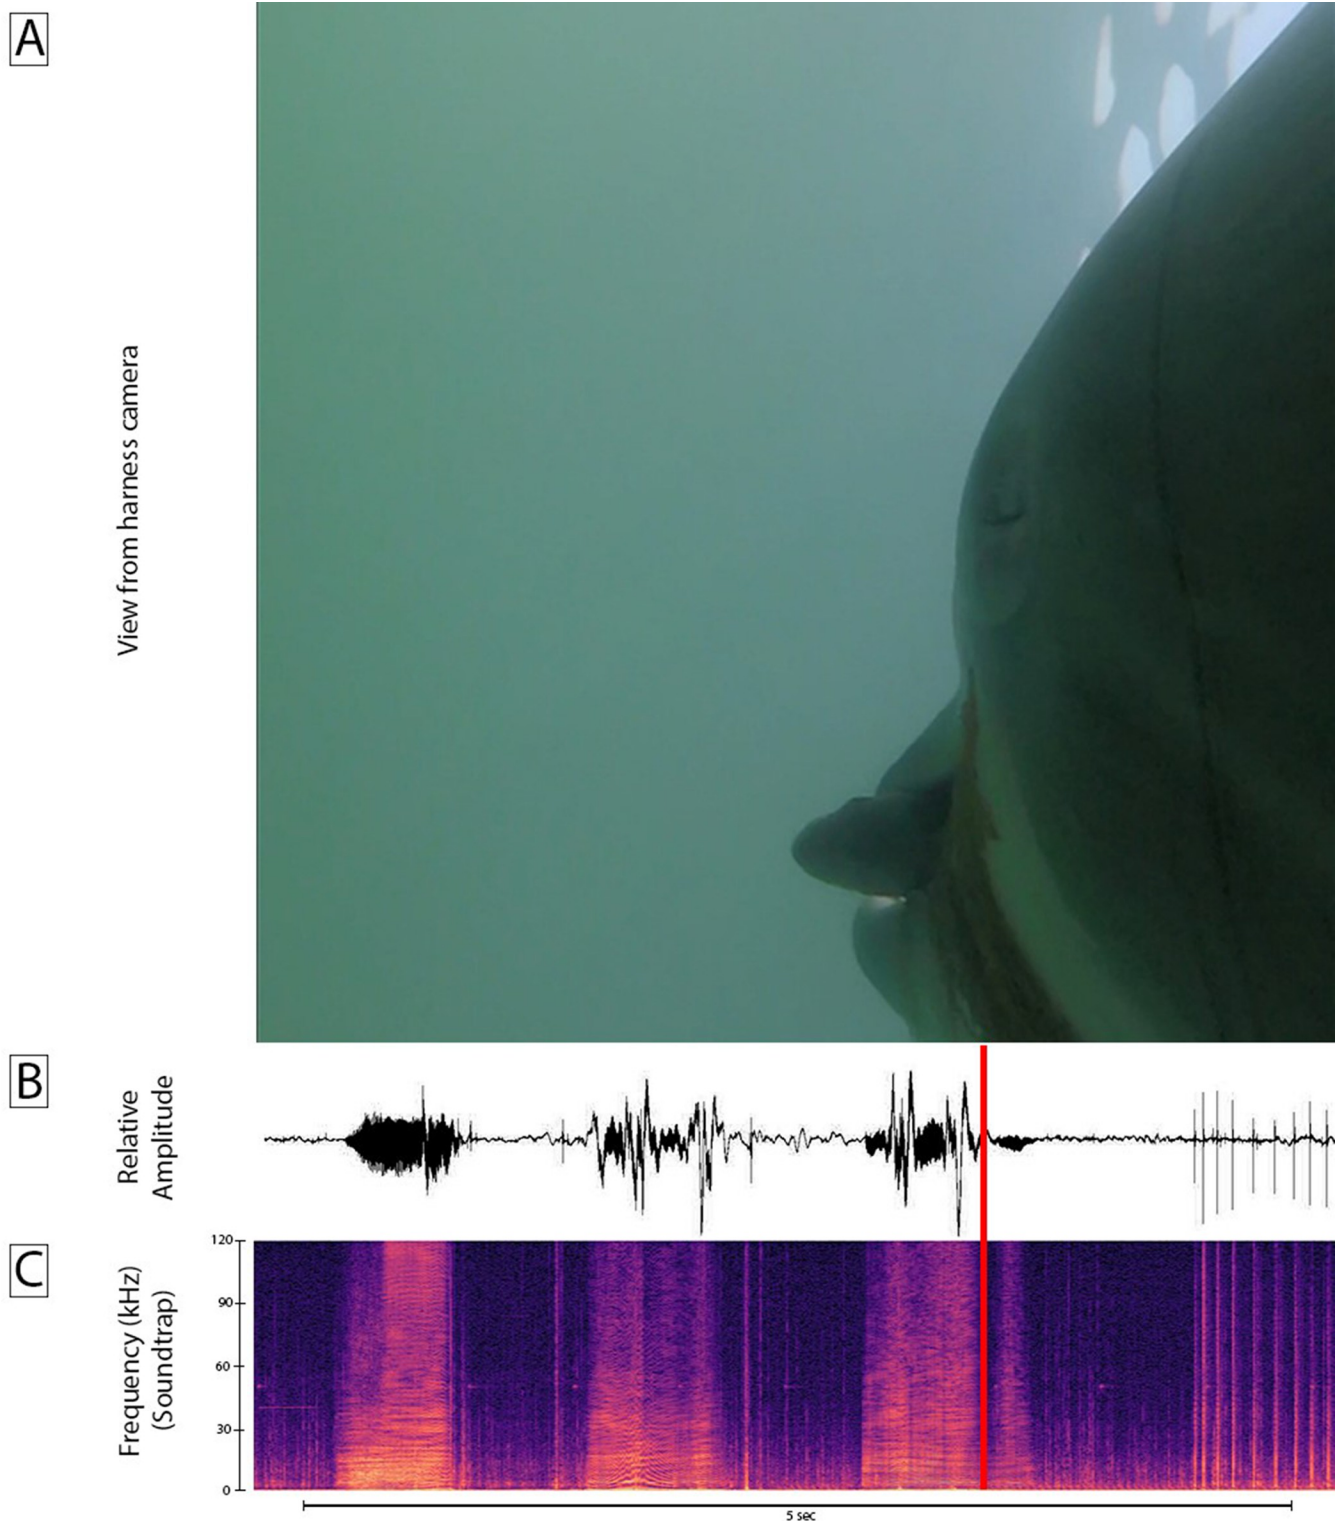 A
View from harness camera
B
Relative
Amplitude
C
Frequency (kHz)
(Soundtrap)
120
90
60
30
0
5 sec